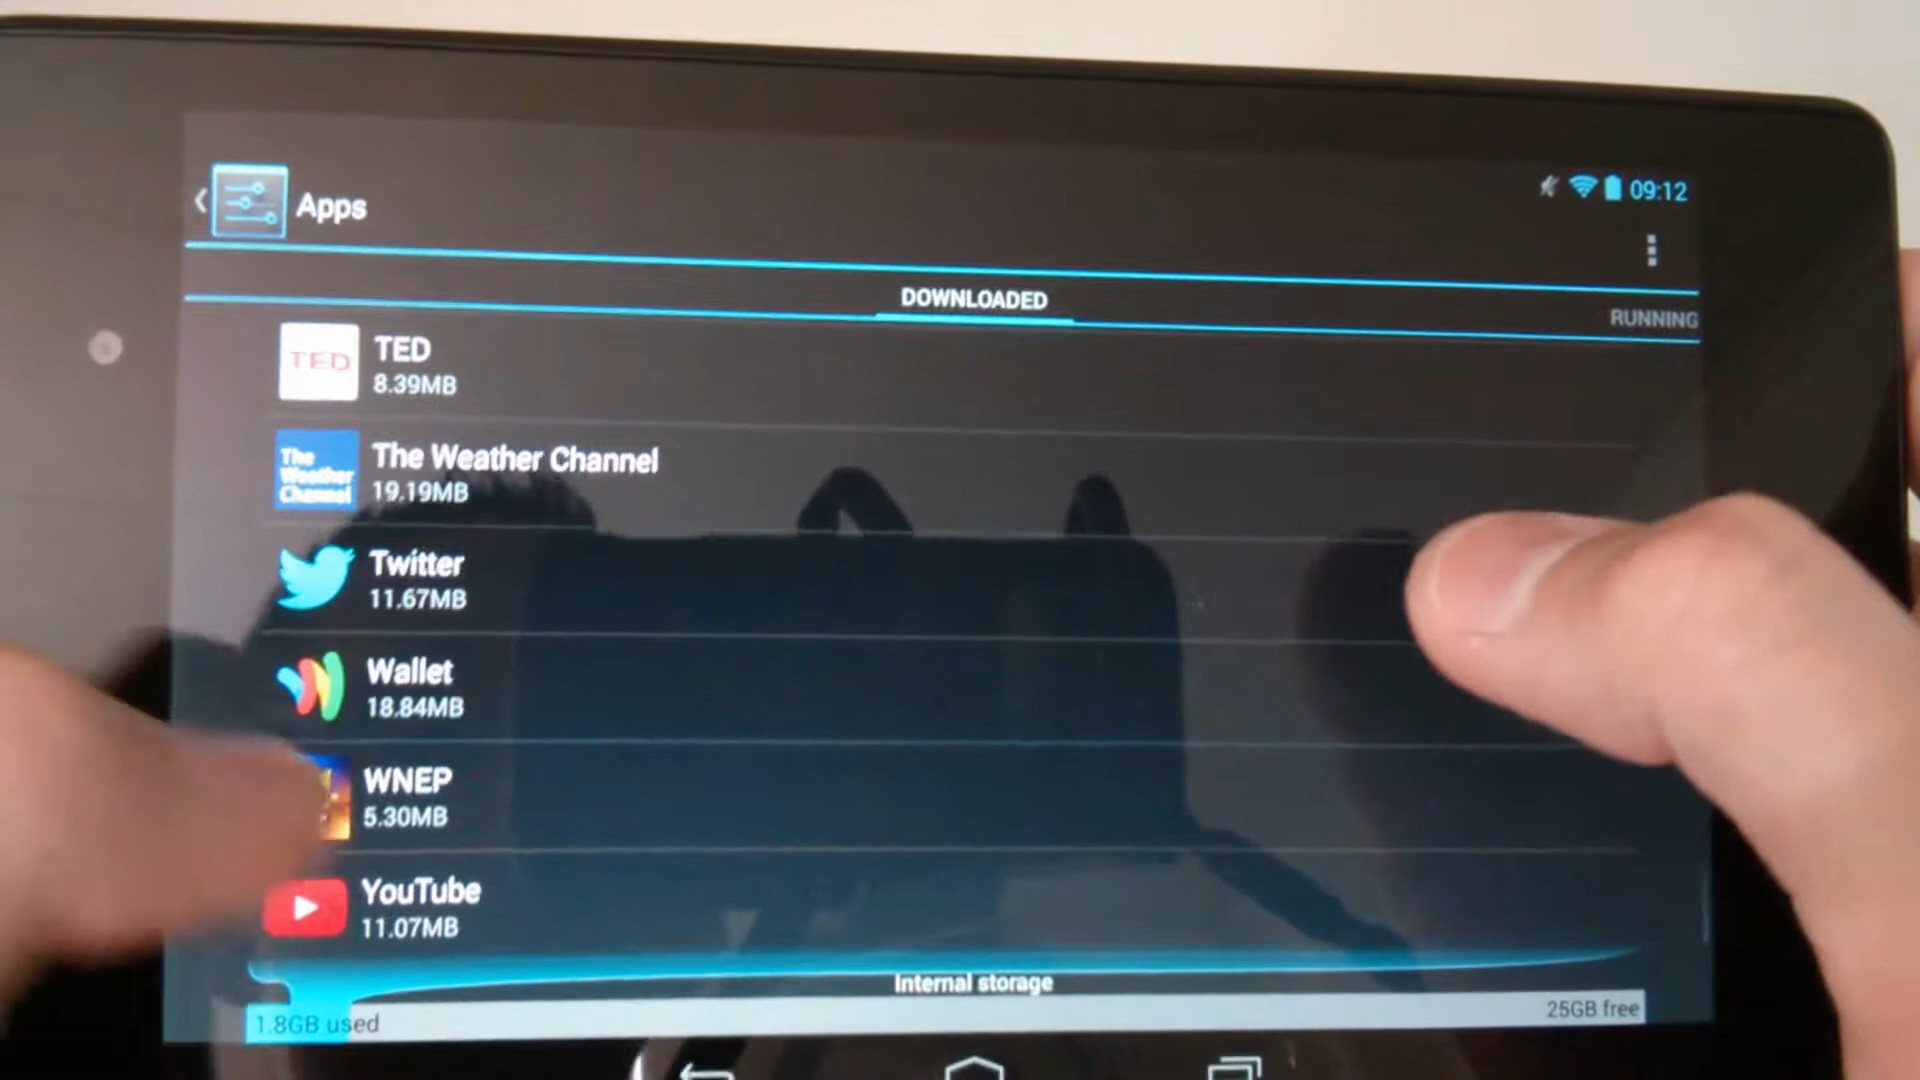 Apps
09:12
DOWNLOADED
RUNNING
TED
TED
8.39MB
The
Weather
Channel
The Weather Channel
19.19MB
Twitter
11.67MB
Wallet
18.84MB
WNEP
5.30MB
YouTube
11.07MB
Internal storage
1.8GB used
25GB free